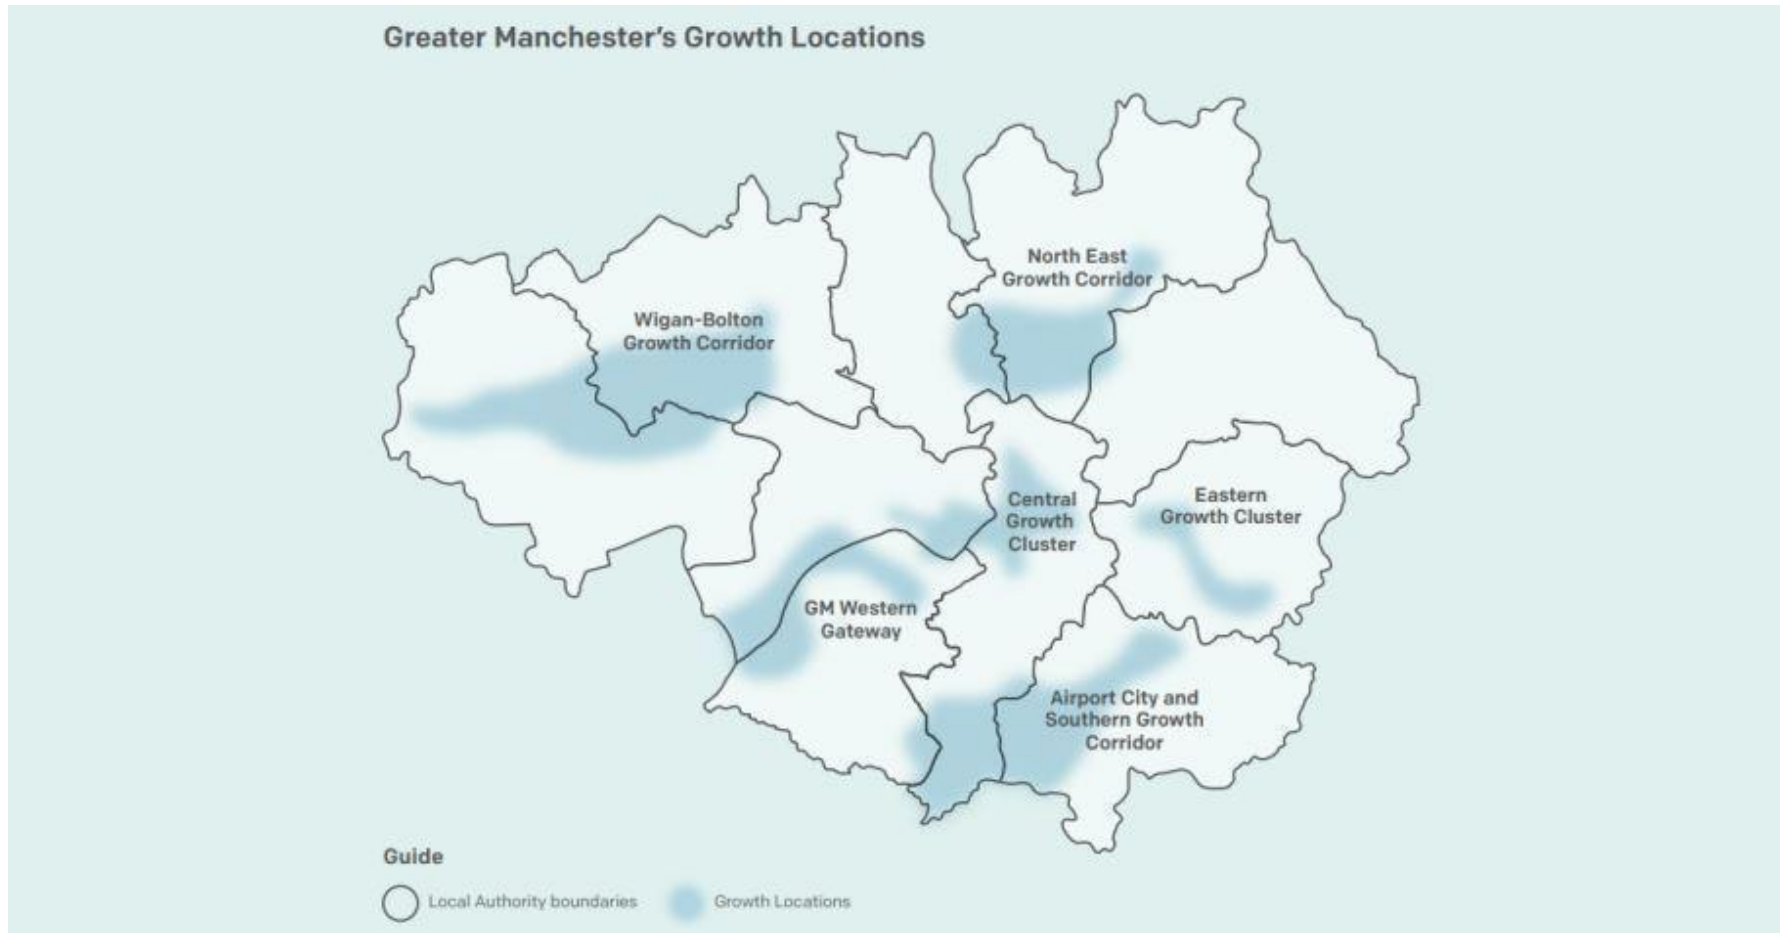 Greater Manchester's Growth Locations
North East
Growth Corridor
Wigan-Bolton
Growth Corridor
Central
Growth
Cluster
Eastern
Growth Cluster
GM Western
Gateway
Airport City and
Southern Growth
Corridor
Guide
Local Authority boundaries
Growth Locations